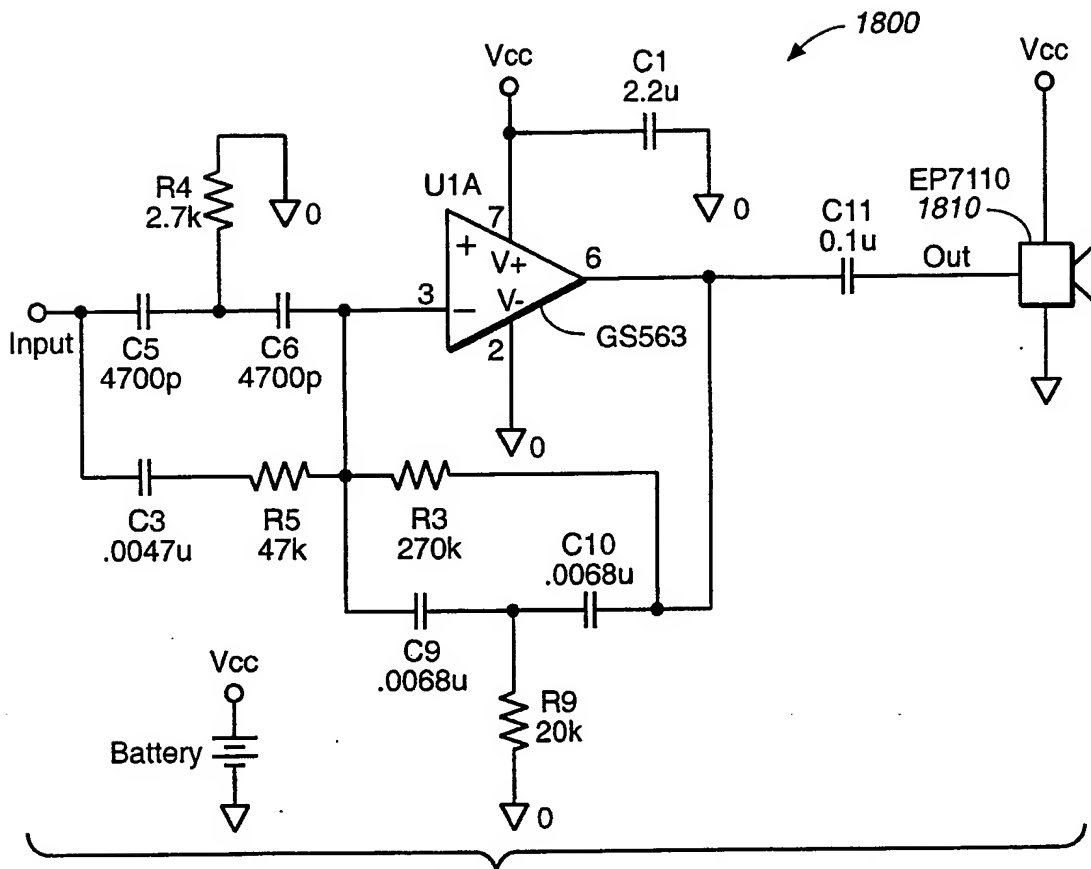 1800
Vcc
C1
2.2u
0
Vcc
R4
2.7k
0
U1A
7
+
V+
6
3
−
V-
2
GS563
0
EP7110
1810
C11
0.1u
Out
Input
C5
4700p
C6
4700p
C3
.0047u
R5
47k
R3
270k
C10
.0068u
C9
.0068u
R9
20k
0
Vcc
Battery